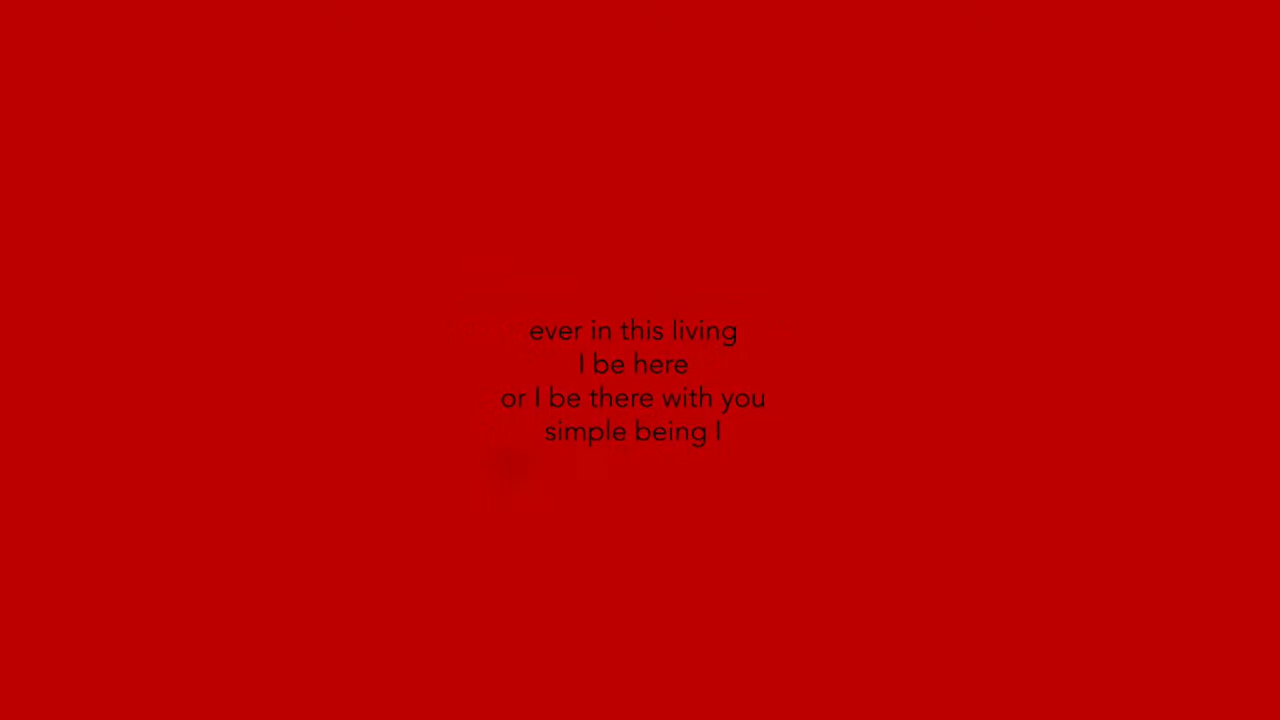 ever in this living
I be here
or I be there with you
simple being I